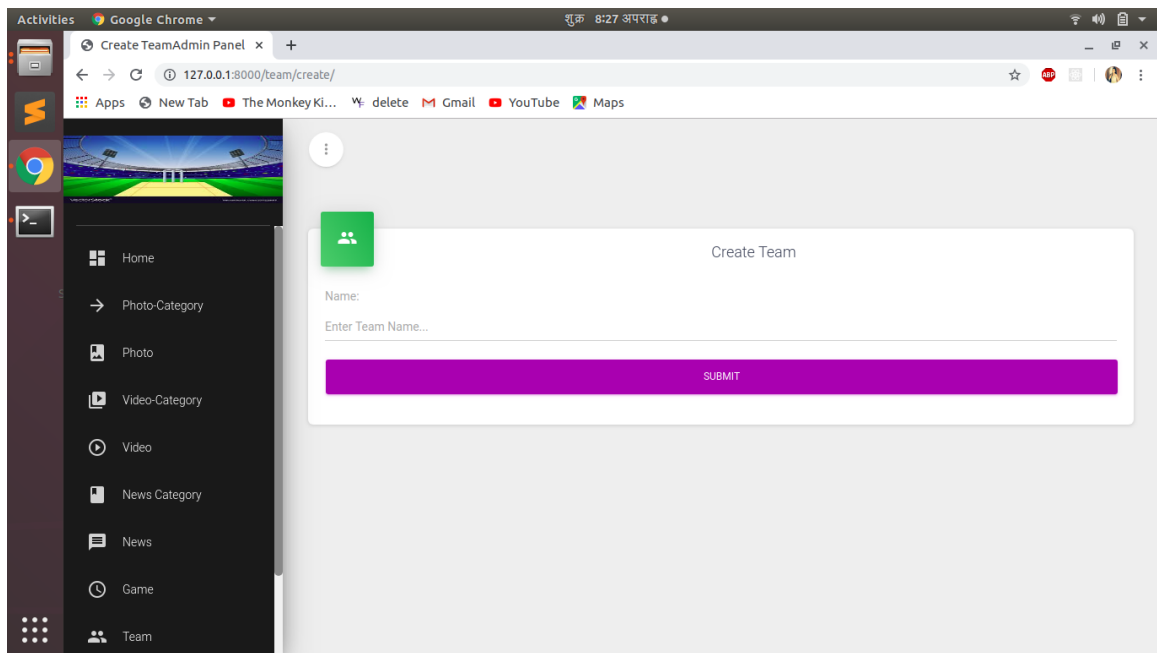 Activities Google Chrome शुक्र 8:27 अपराह्न
Create TeamAdmin Panel
127.0.0.1:8000/team/create/
ABP
Apps New Tab The Monkey Ki... delete Gmail YouTube Maps
Create Team
Home
Name:
Photo-Category
Enter Team Name...
Photo
SUBMIT
Video-Category
Video
News Category
News
Game
Team